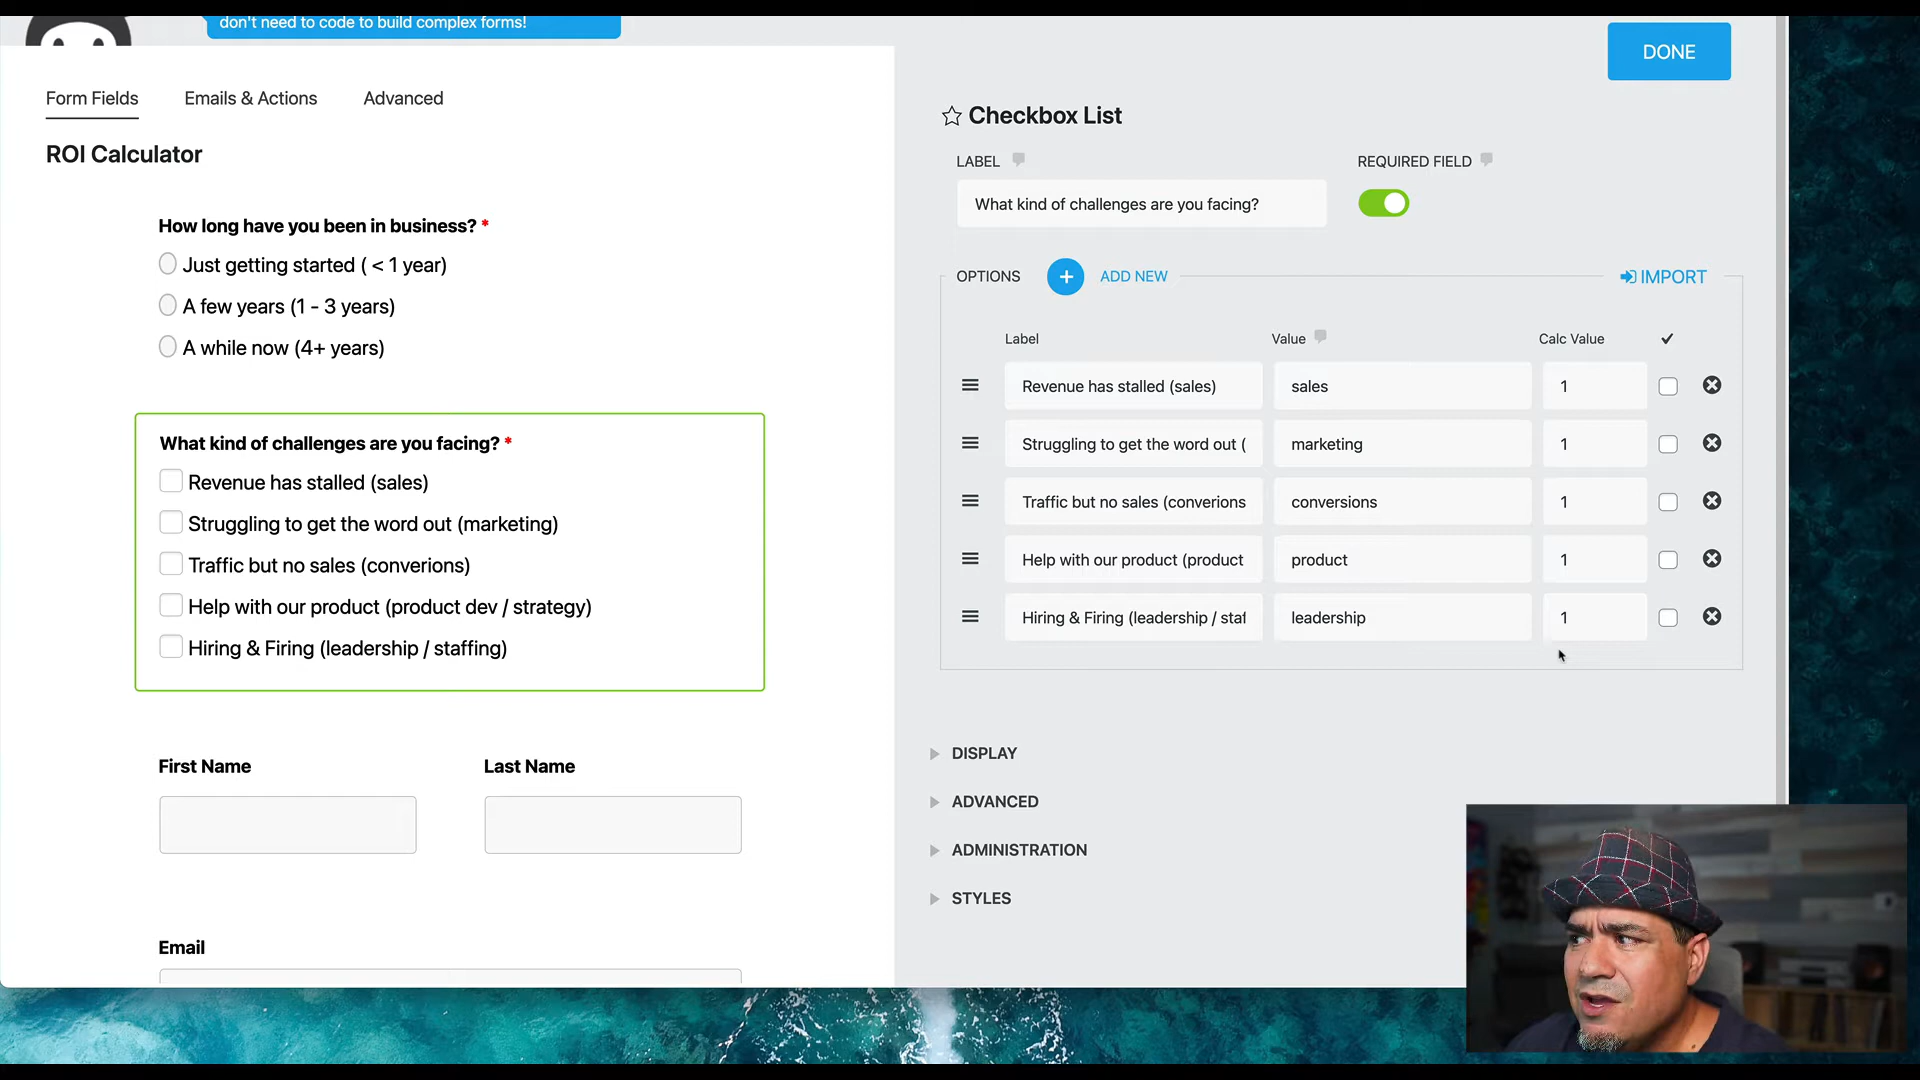 don't need to code to build complex forms!
DONE
Form Fields
Emails & Actions
Advanced
ROI Calculator
How long have you been in business? *
Just getting started ( < 1 year)
A few years (1 - 3 years)
A while now (4+ years)
What kind of challenges are you facing? *
Revenue has stalled (sales)
Struggling to get the word out (marketing)
Traffic but no sales (converions)
Help with our product (product dev / strategy)
Hiring & Firing (leadership / staffing)
First Name
Last Name
Email
Checkbox List
LABEL
REQUIRED FIELD
What kind of challenges are you facing?
OPTIONS
+ ADD NEW
IMPORT
Label
Value
Calc Value
Revenue has stalled (sales)
sales
1
Struggling to get the word out (
marketing
1
Traffic but no sales (converions
conversions
1
Help with our product (product
product
1
Hiring & Firing (leadership / staf
leadership
1
DISPLAY
ADVANCED
ADMINISTRATION
STYLES